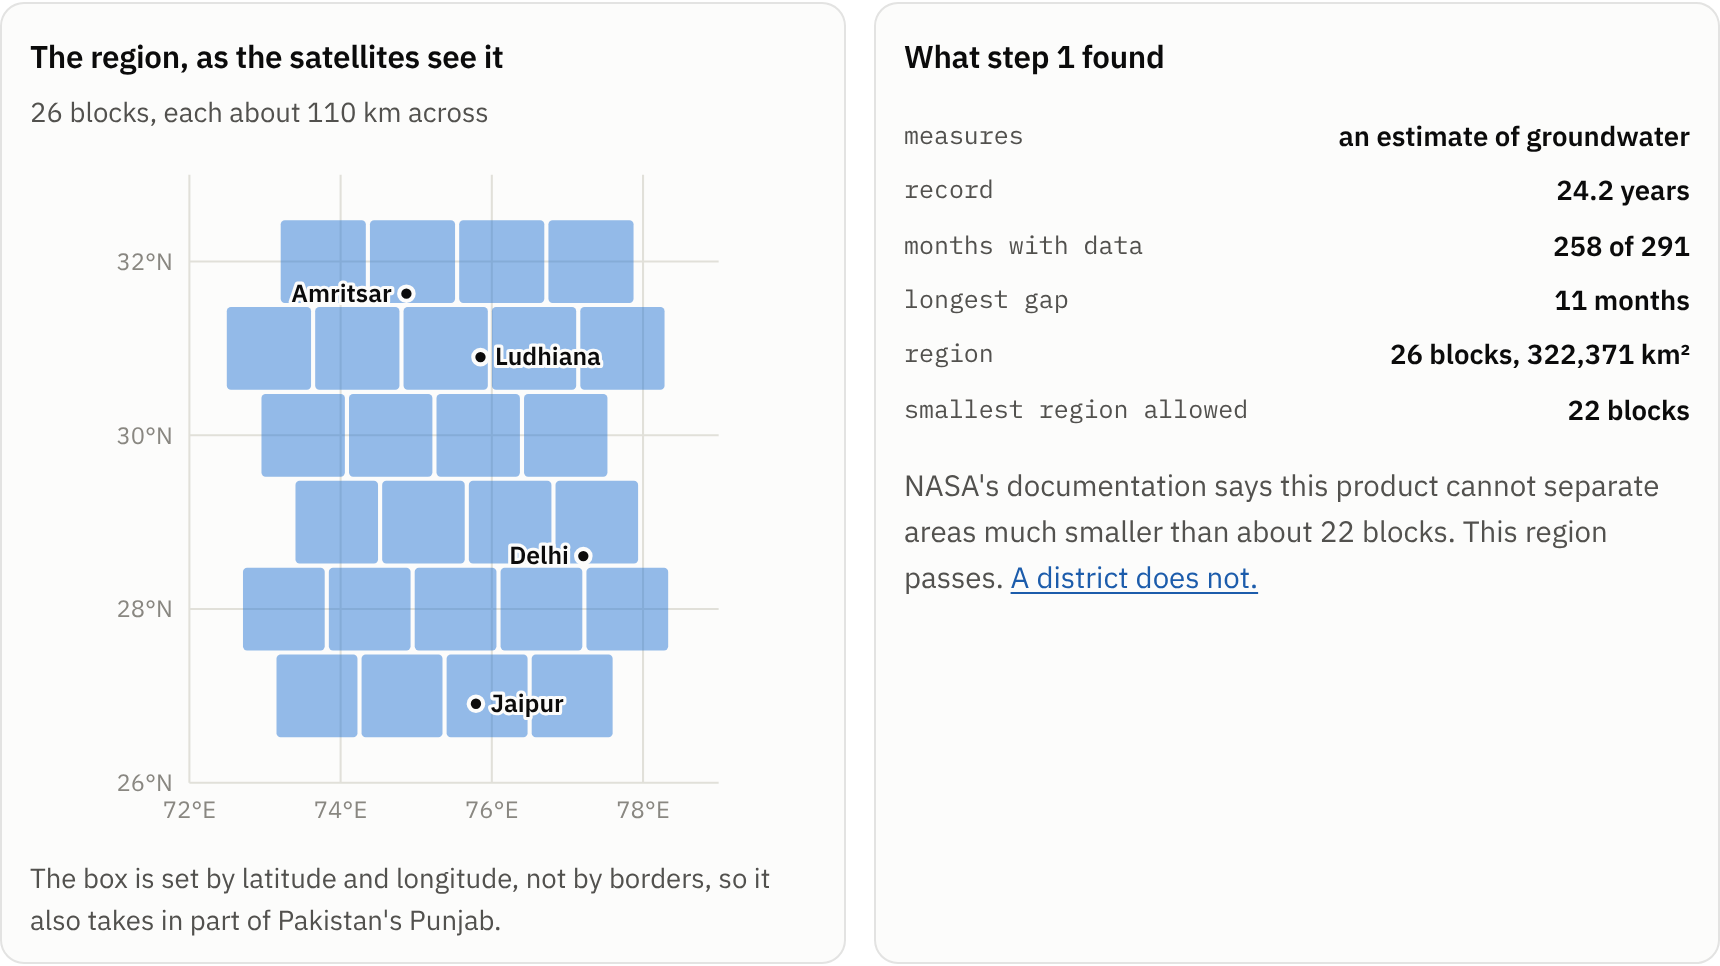 The region, as the satellites see it
26 blocks, each about 110 km across
32°N
Amritsar
Ludhiana
30°N
Delhi
28°N
Jaipur
26°N
72°E 74°E 76°E 78°E
The box is set by latitude and longitude, not by borders, so it
also takes in part of Pakistan's Punjab.
What step 1 found
measures an estimate of groundwater
record 24.2 years
months with data 258 of 291
longest gap 11 months
region 26 blocks, 322,371 km²
smallest region allowed 22 blocks
NASA's documentation says this product cannot separate
areas much smaller than about 22 blocks. This region
passes. A district does not.